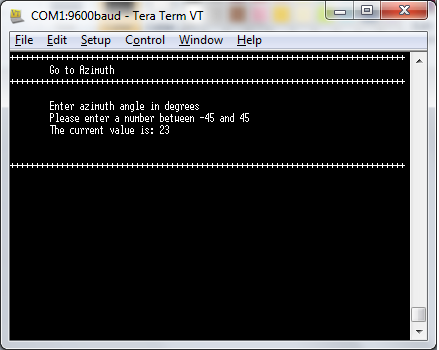 COM1:9600baud - Tera Term VT
File Edit Setup Control Window Help
Go to Azimuth
Enter azimuth angle in degrees
Please enter a number between -45 and 45
The current value is: 23